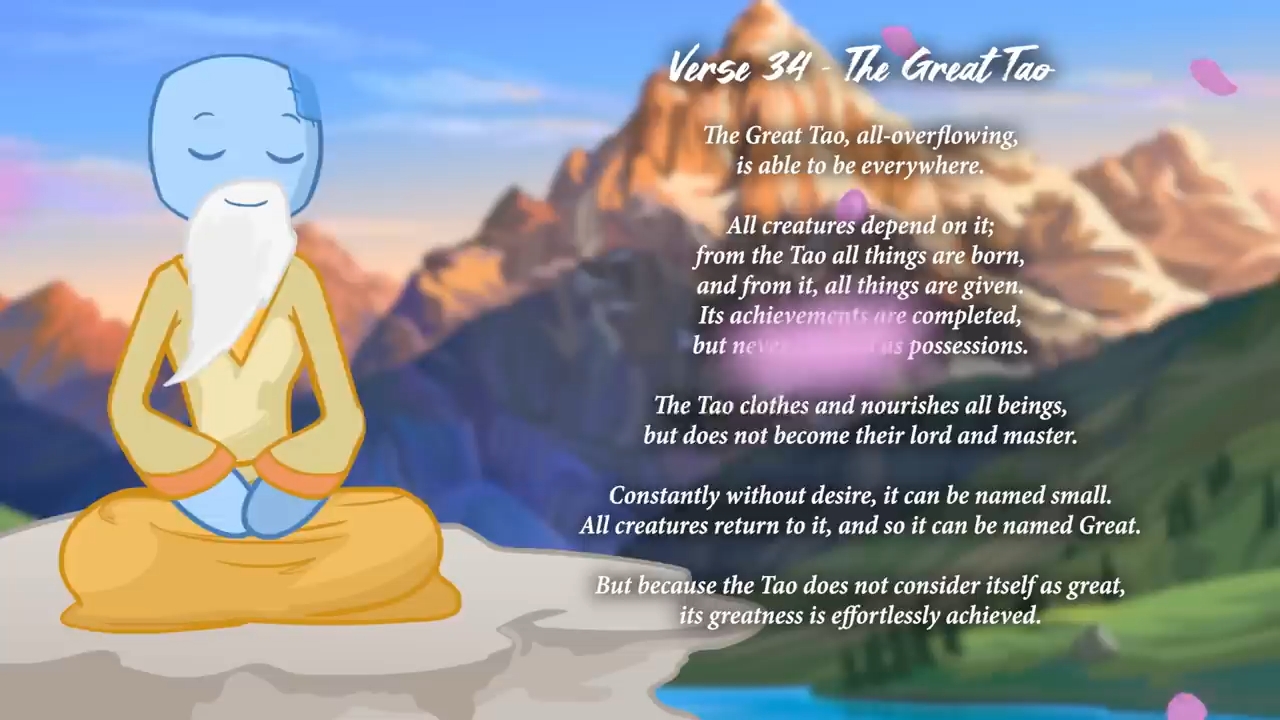 Verse 34 - The Great Tao
The Great Tao, all-overflowing,
is able to be everywhere.
All creatures depend on it;
from the Tao all things are born,
and from it, all things are given.
Its achievements are completed,
but never as possessions.
The Tao clothes and nourishes all beings,
but does not become their lord and master.
Constantly without desire, it can be named small.
All creatures return to it, and so it can be named Great.
But because the Tao does not consider itself as great,
its greatness is effortlessly achieved.